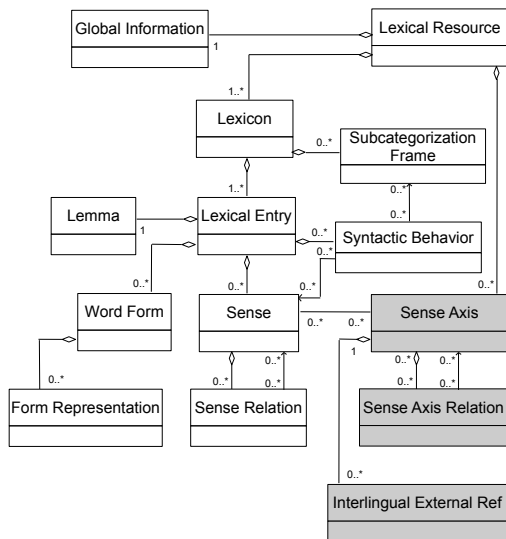 Global Information
Lexical Resource
1
1..*
Lexicon
0..*
Subcategorization
Frame
1..*
0..*
0..*
Lemma
1
Lexical Entry
0..*
Syntactic Behavior
0..*
0..*
0..*
0..*
0..*
Word Form
Sense
0..*
0..*
Sense Axis
1
0..*
0..*
0..*
0..*
0..*
0..*
0..*
Form Representation
Sense Relation
Sense Axis Relation
0..*
Interlingual External Ref